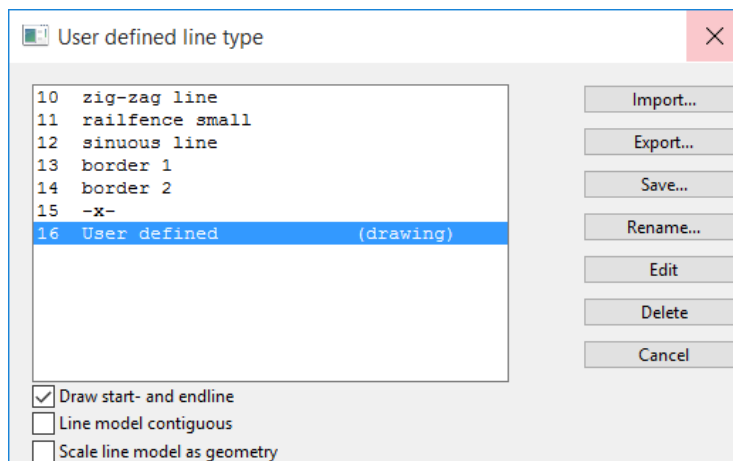 User defined line type
10 zig-zag line
11 railfence small
12 sinuous line
13 border 1
14 border 2
15 -x-
16 User defined (drawing)
Import...
Export...
Save...
Rename...
Edit
Delete
Cancel
Draw start- and endline
Line model contiguous
Scale line model as geometry